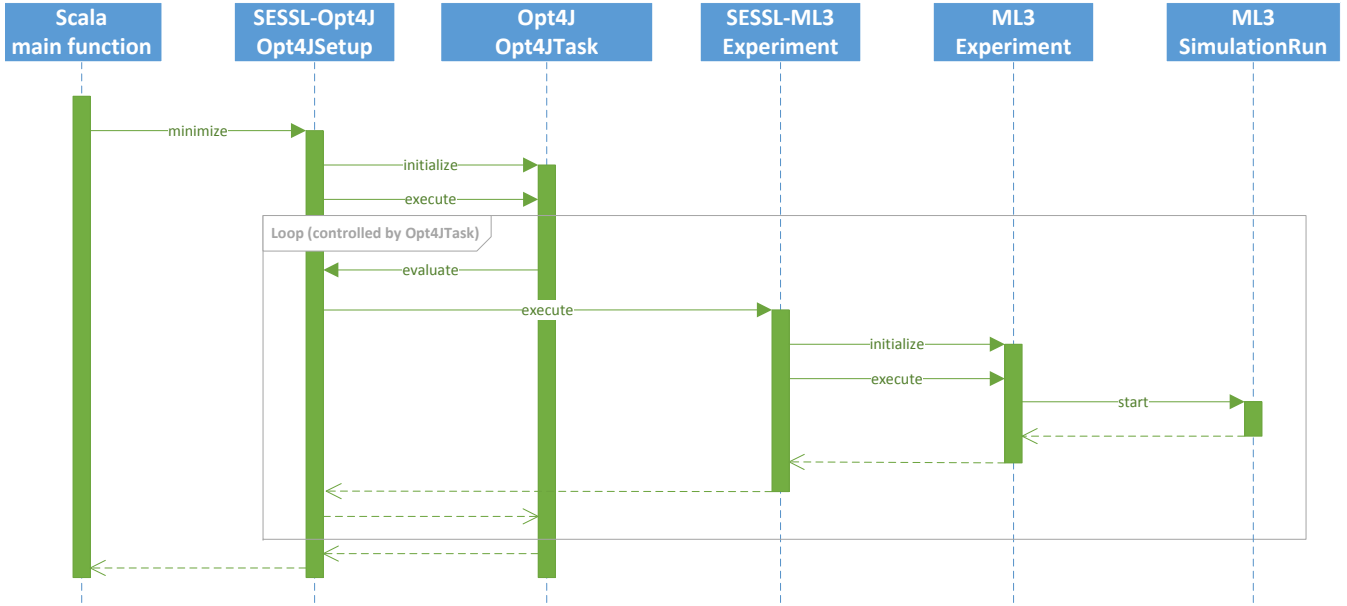 Scala
main function
SESSL-Opt4J
Opt4JSetup
Opt4J
Opt4JTask
SESSL-ML3
Experiment
ML3
Experiment
ML3
SimulationRun
minimize
initialize
execute
Loop (controlled by Opt4JTask)
evaluate
execute
initialize
execute
start